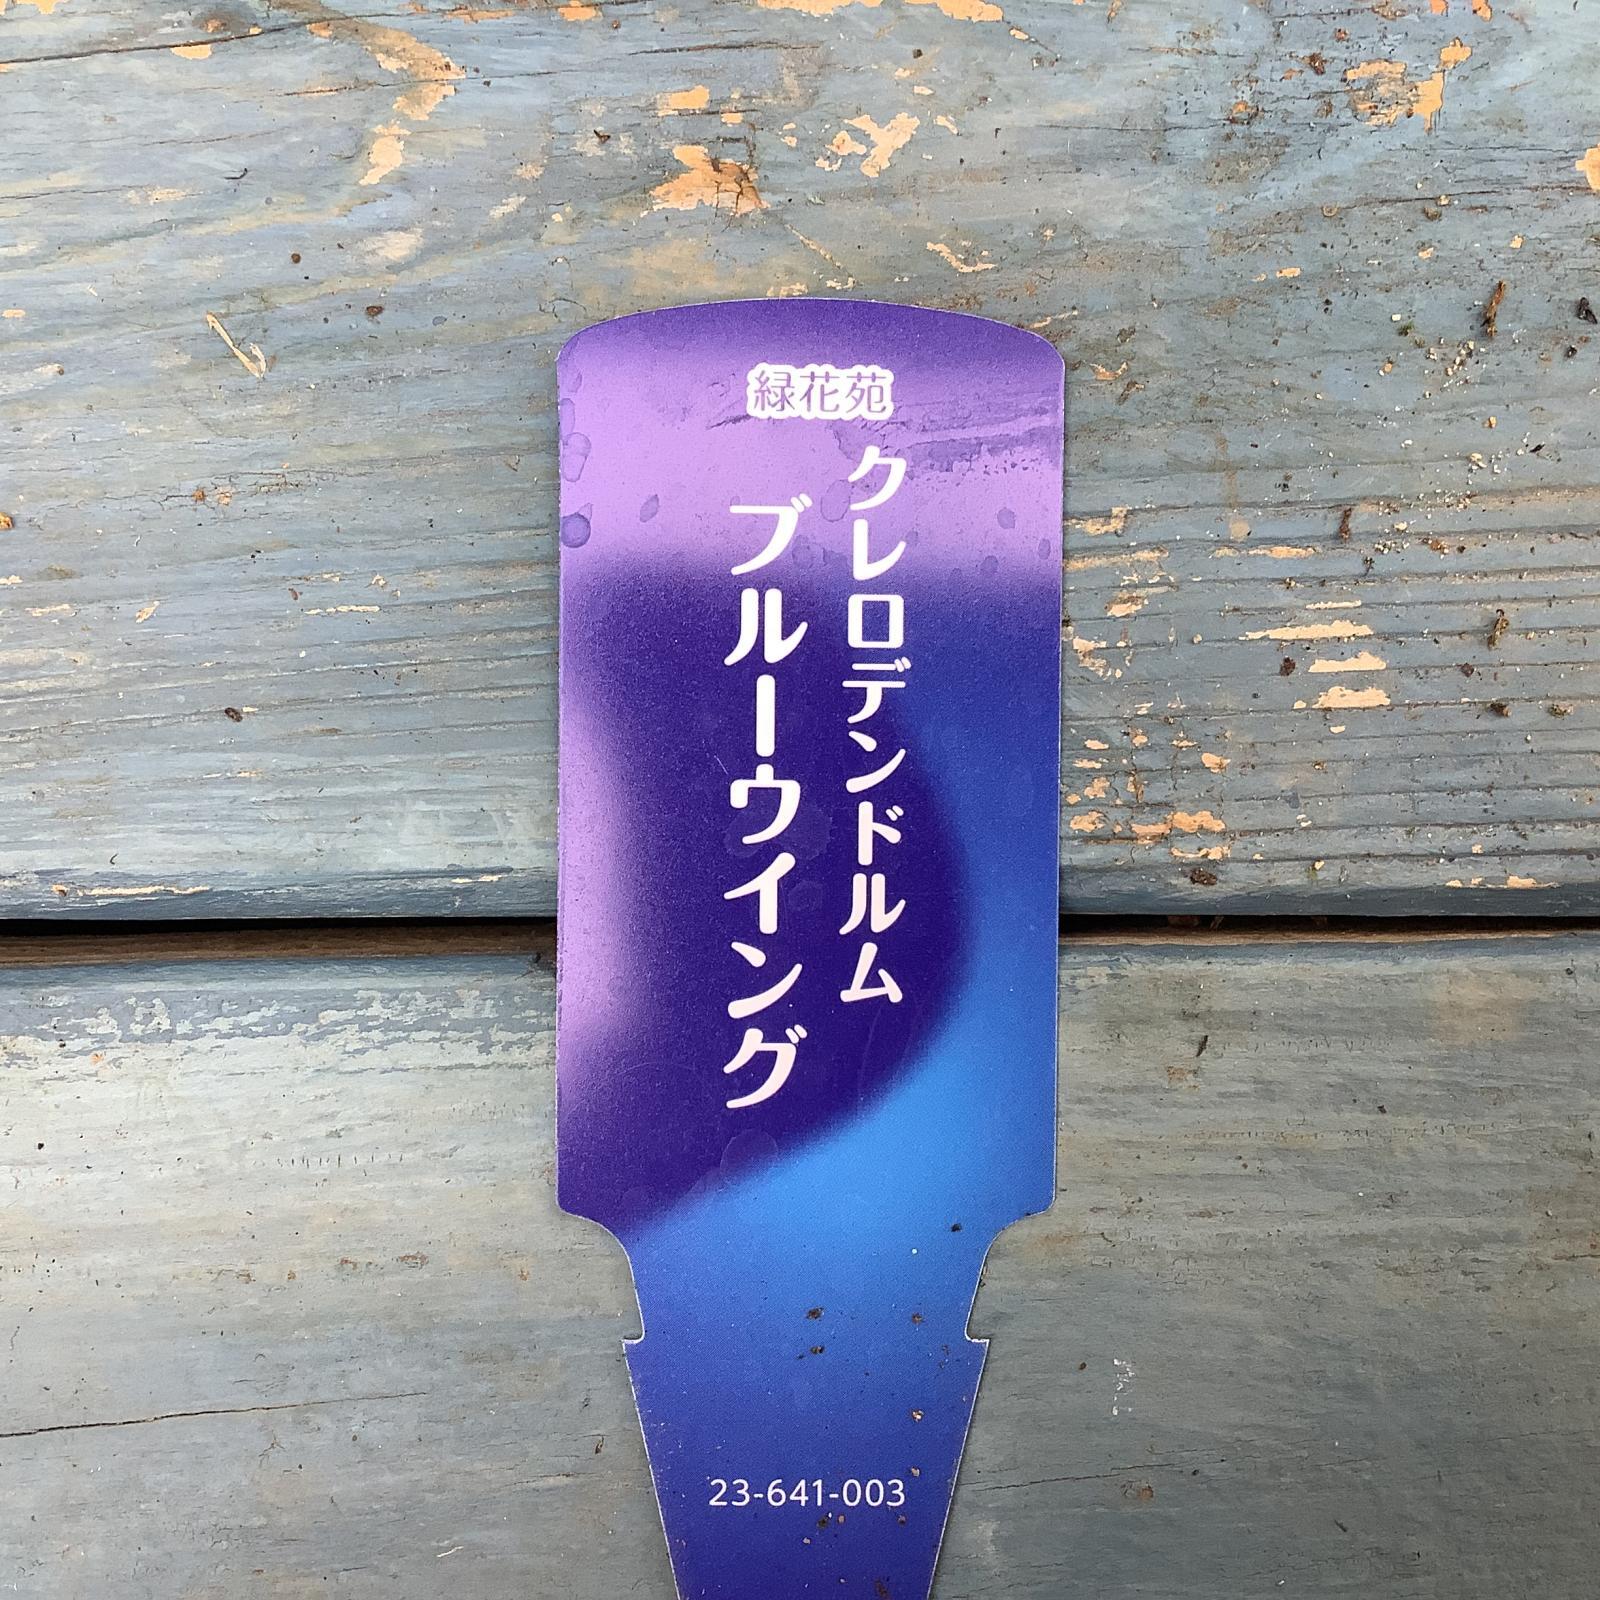 緑花苑
クレロデンドルム
ブルーウイング
23-641-003